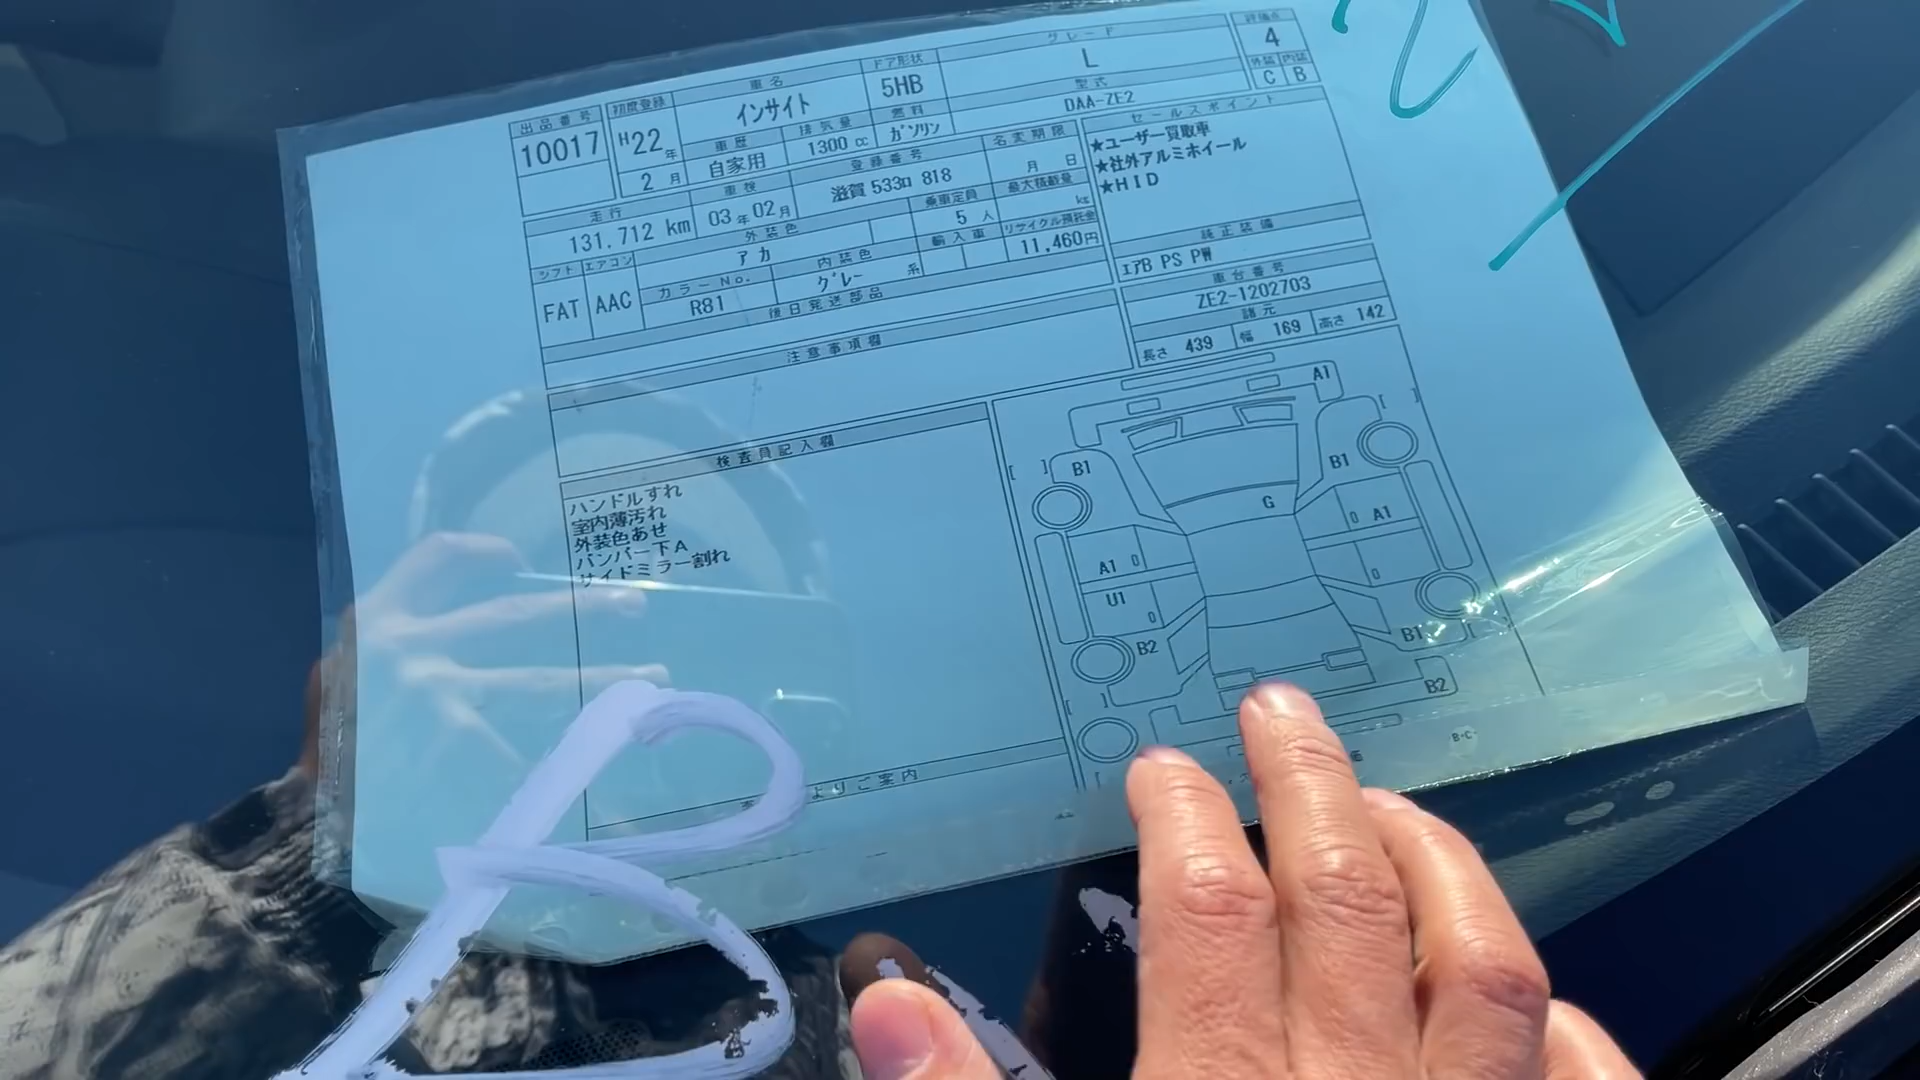 出品番号 初度登録 車名 ドア形状 グレード 評価点
10017 H22年 インサイト 5HB L 4
外装 内装
C B
車歴 排気量 燃料 型式
2月 自家用 1300 cc ガソリン DAA-ZE2
走行 車検 登録番号 名変期限 セールスポイント
131,712 km 03年02月 滋賀 533ﾛ 818 月 日
★ユーザー買取車
★社外アルミホイール
★HID
外装色 乗車定員 最大積載量
アカ 5 人 kg
シフト エアコン カラーNo. 内装色 輸入車 リサイクル預託金
FAT AAC R81 グレー 系 11,460円
純正装備
ｴｱB PS PW
後日発送部品
車台番号
ZE2-1202703
諸元
長さ 439 幅 169 高さ 142
注意事項欄
検査員記入欄
ハンドルすれ
室内薄汚れ
外装色あせ
バンパー下A
サイドミラー割れ
A1
B1 B1
G
A1 A1
U1
B2 B1
B2
よりご案内
B
2